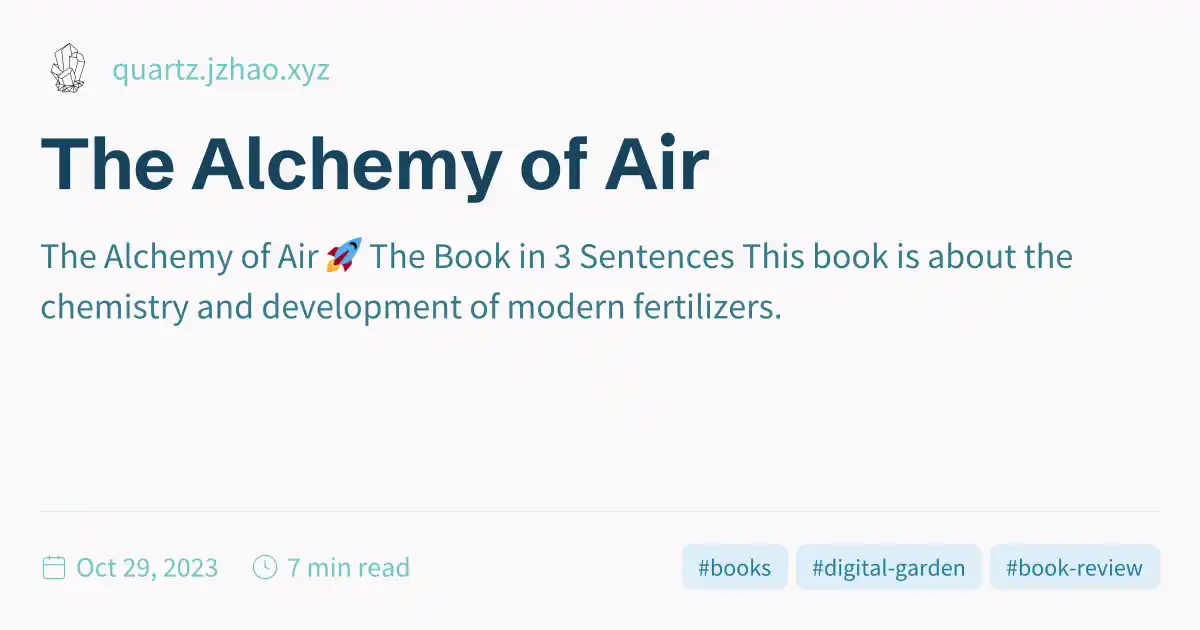 quartz.jzhao.xyz
The Alchemy of Air
The Alchemy of Air 🚀 The Book in 3 Sentences This book is about the
chemistry and development of modern fertilizers.
Oct 29, 2023 7 min read #books #digital-garden #book-review